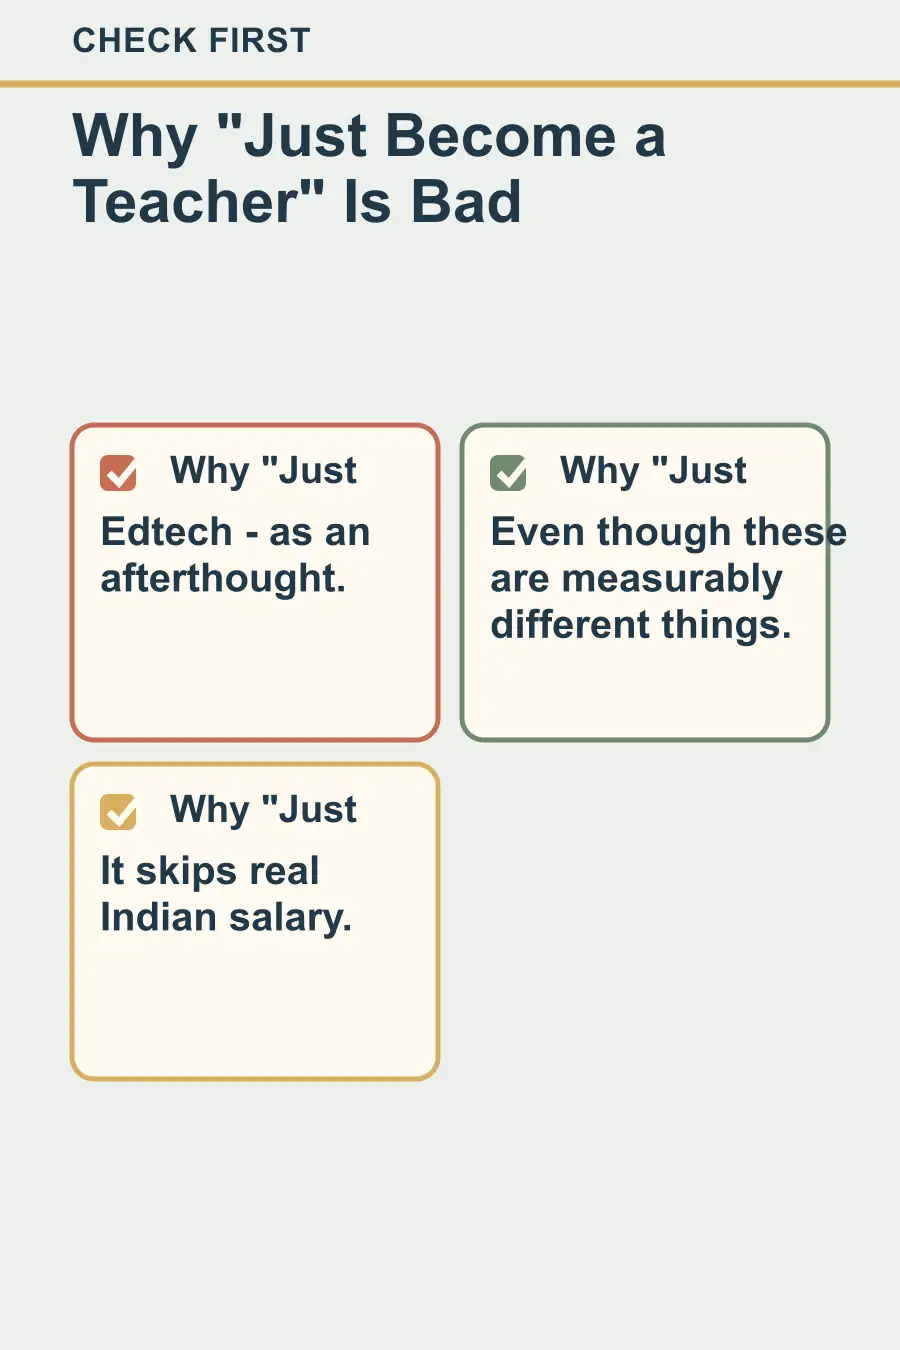 CHECK FIRST
Why "Just Become a
Teacher" Is Bad
Why "Just
Edtech - as an
afterthought.
Why "Just
Even though these
are measurably
different things.
Why "Just
It skips real
Indian salary.